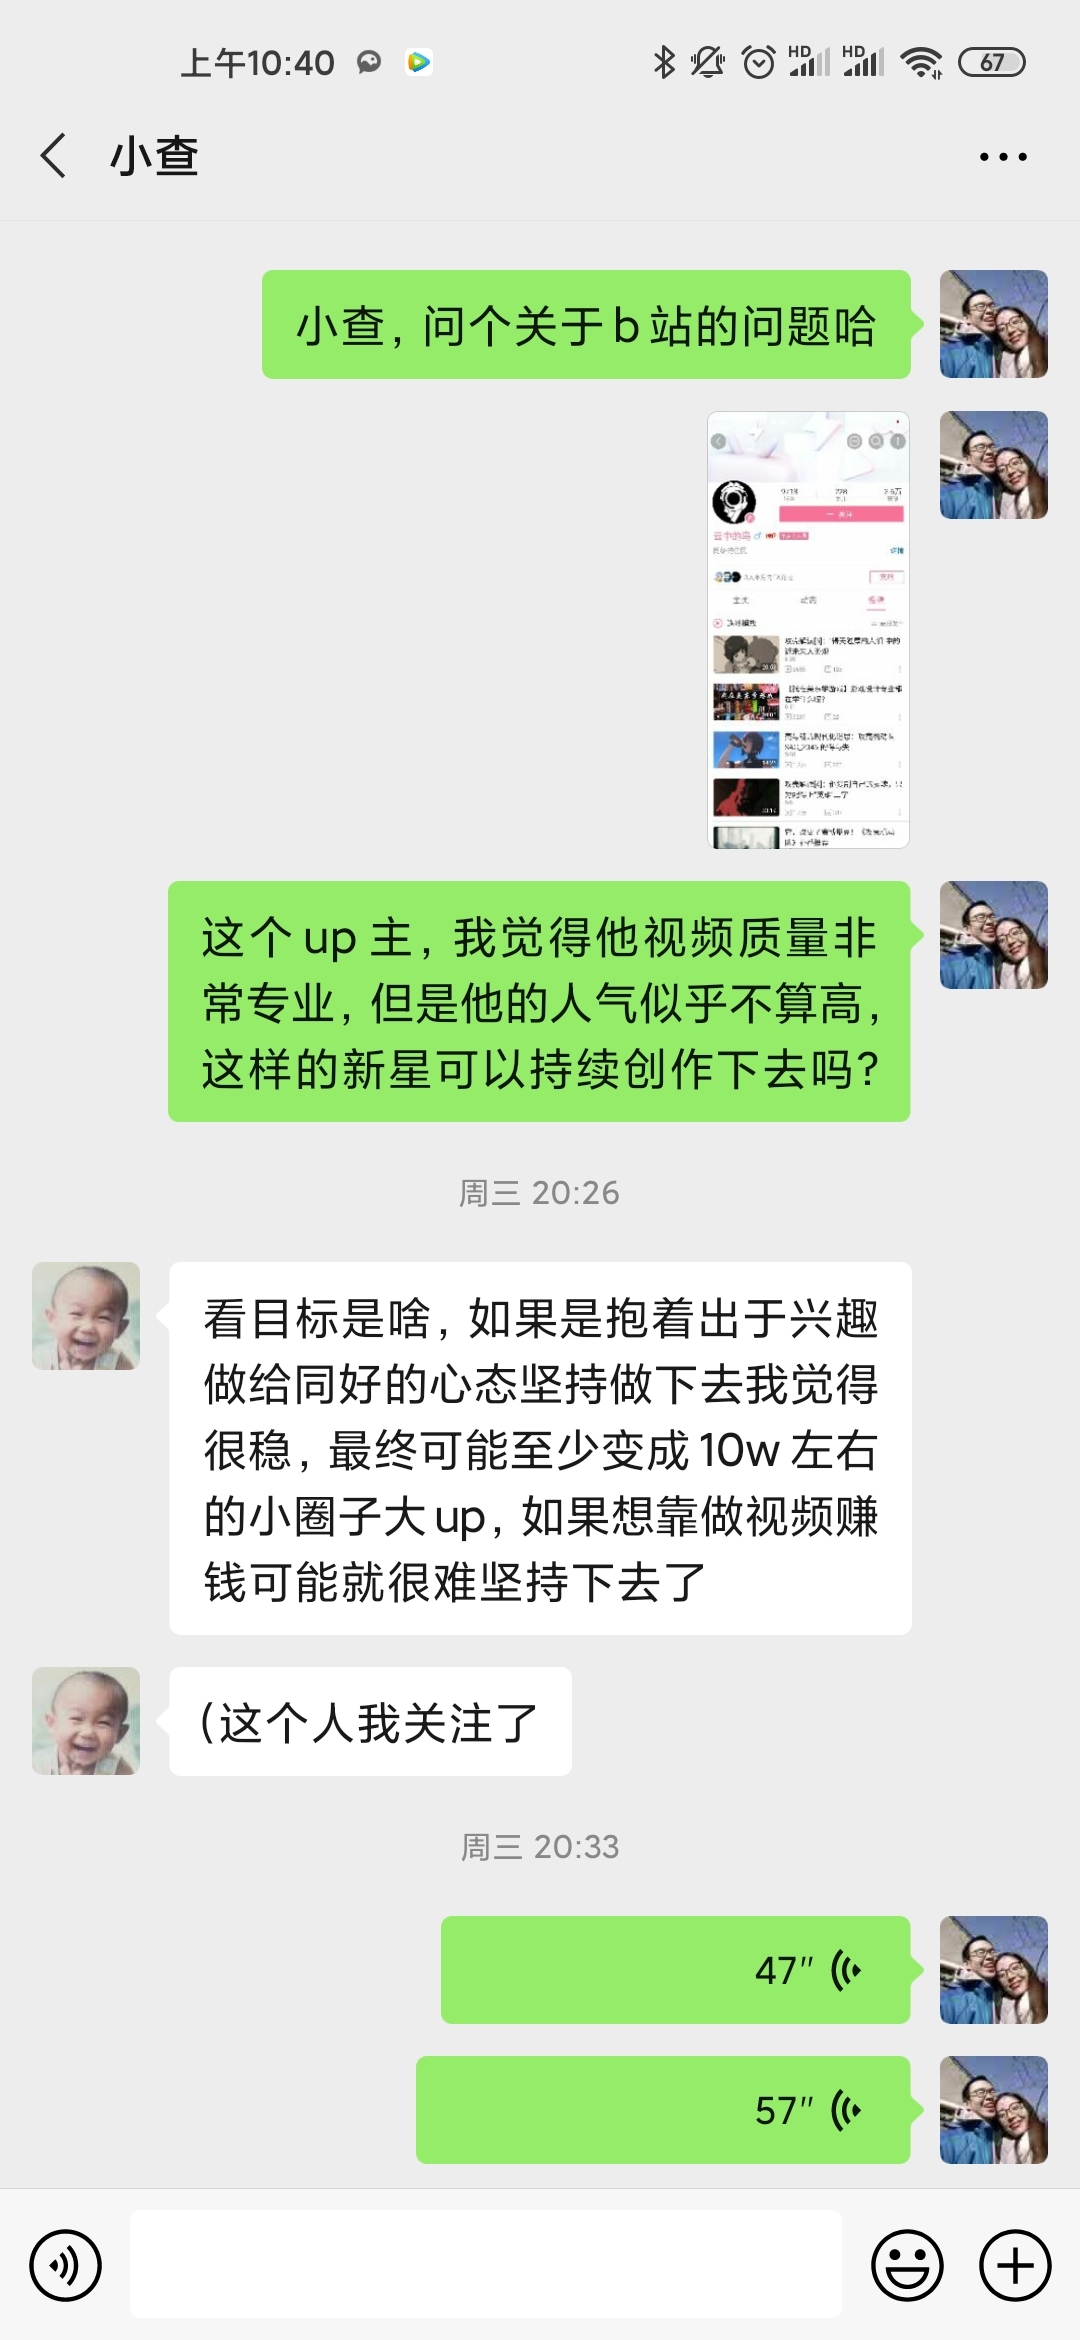 上午10:40
HD
HD
67
小查
小查，问个关于b站的问题哈
云中的鸟
这个up主，我觉得他视频质量非
常专业，但是他的人气似乎不算高，
这样的新星可以持续创作下去吗？
周三 20:26
看目标是啥，如果是抱着出于兴趣
做给同好的心态坚持做下去我觉得
很稳，最终可能至少变成10w左右
的小圈子大up，如果想靠做视频赚
钱可能就很难坚持下去了
（这个人我关注了
周三 20:33
47"
57"